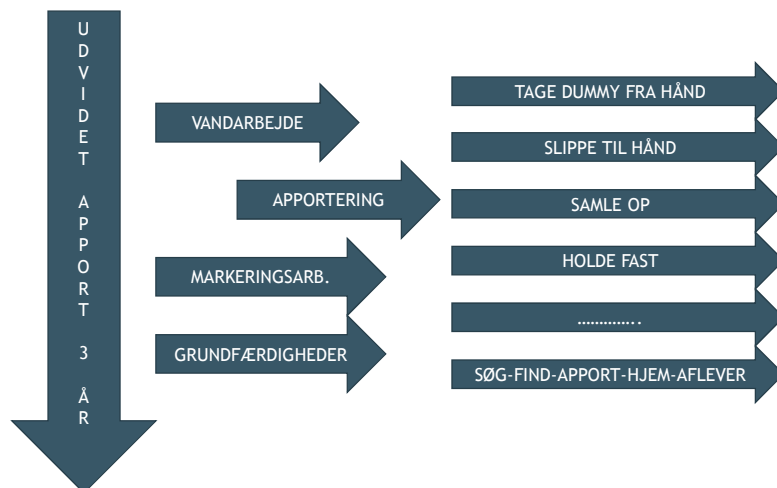 UDVIDET APPORT 3 ÅR
VANDARBEJDE
APPORTERING
MARKERINGSARB.
GRUNDFÆRDIGHEDER
TAGE DUMMY FRA HÅND
SLIPPE TIL HÅND
SAMLE OP
HOLDE FAST
…………..
SØG-FIND-APPORT-HJEM-AFLEVER